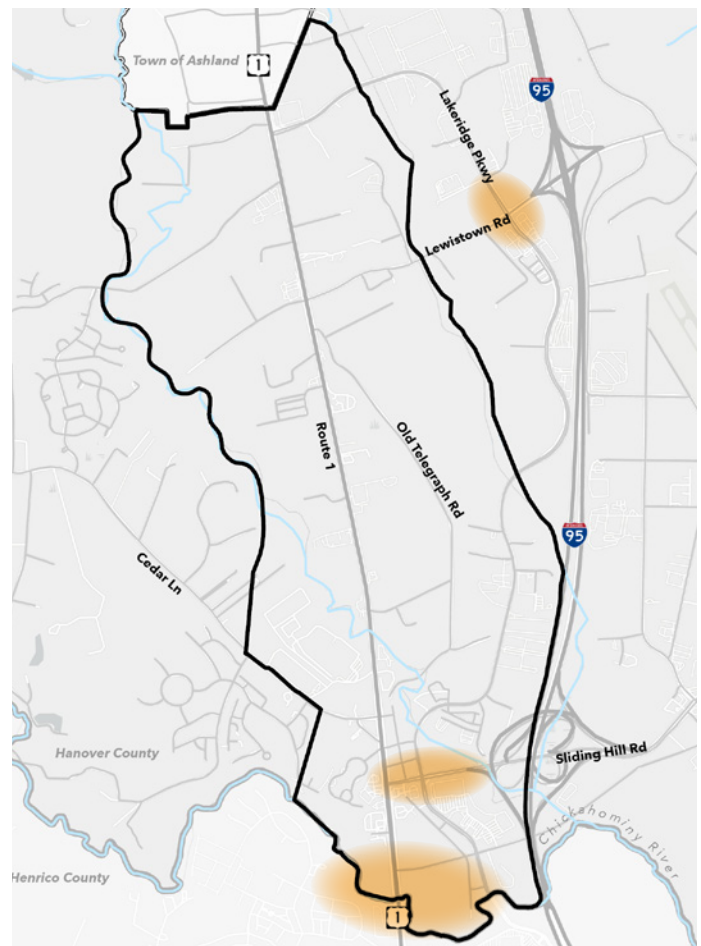 Town of Ashland
1
95
Lakeridge Pkwy
Lewistown Rd
Route 1
Old Telegraph Rd
95
Cedar Ln
Hanover County
Sliding Hill Rd
Chickahominy River
Henrico County
1